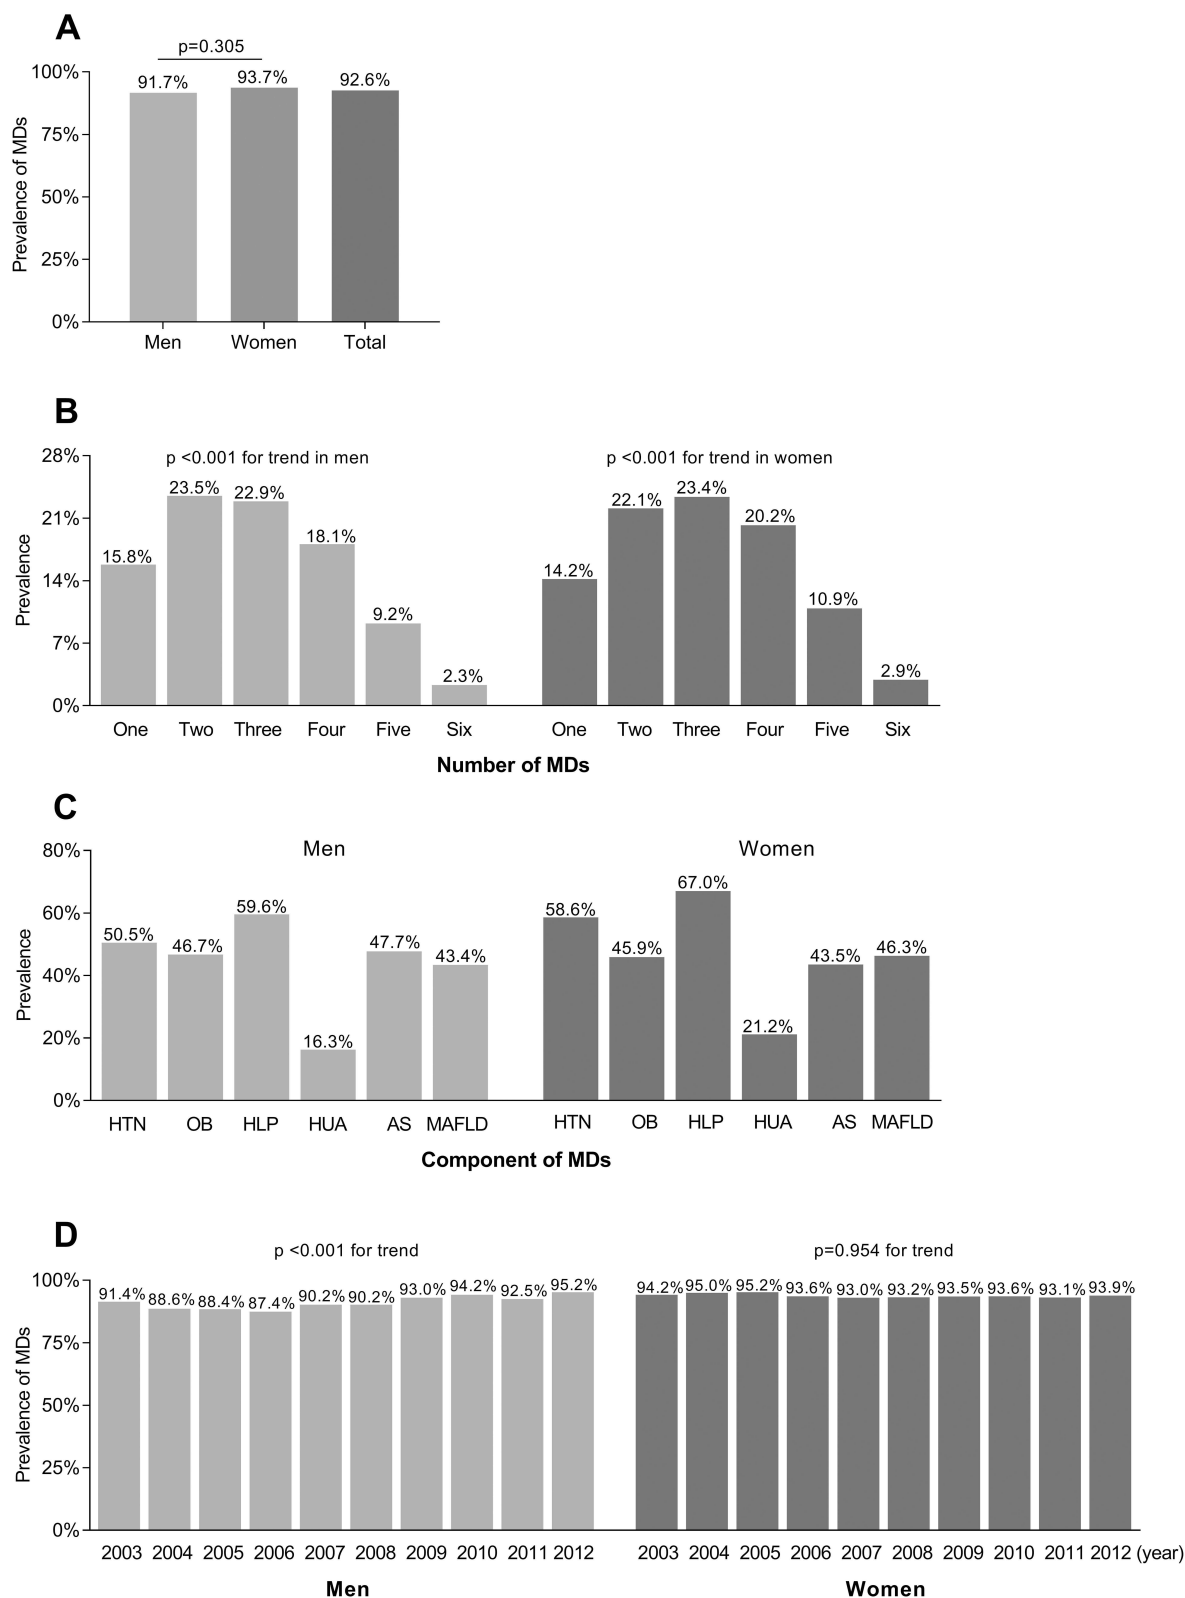 A
p=0.305
100%
91.7%
93.7%
92.6%
75%
50%
25%
0%
Prevalence of MDs
Men Women Total
B
28%
p <0.001 for trend in men
p <0.001 for trend in women
23.5%
22.9%
22.1%
23.4%
21%
18.1%
20.2%
15.8%
14.2%
14%
9.2%
10.9%
7%
2.3%
2.9%
0%
Prevalence
One Two Three Four Five Six One Two Three Four Five Six
Number of MDs
C
80%
Men
Women
67.0%
60%
59.6%
58.6%
50.5%
46.7%
47.7%
43.4%
45.9%
43.5%
46.3%
40%
20%
16.3%
21.2%
0%
Prevalence
HTN OB HLP HUA AS MAFLD HTN OB HLP HUA AS MAFLD
Component of MDs
D
p <0.001 for trend
p=0.954 for trend
100%
91.4% 88.6% 88.4% 87.4% 90.2% 90.2% 93.0% 94.2% 92.5% 95.2%
94.2% 95.0% 95.2% 93.6% 93.0% 93.2% 93.5% 93.6% 93.1% 93.9%
75%
50%
25%
0%
Prevalence of MDs
2003 2004 2005 2006 2007 2008 2009 2010 2011 2012
2003 2004 2005 2006 2007 2008 2009 2010 2011 2012 (year)
Men
Women